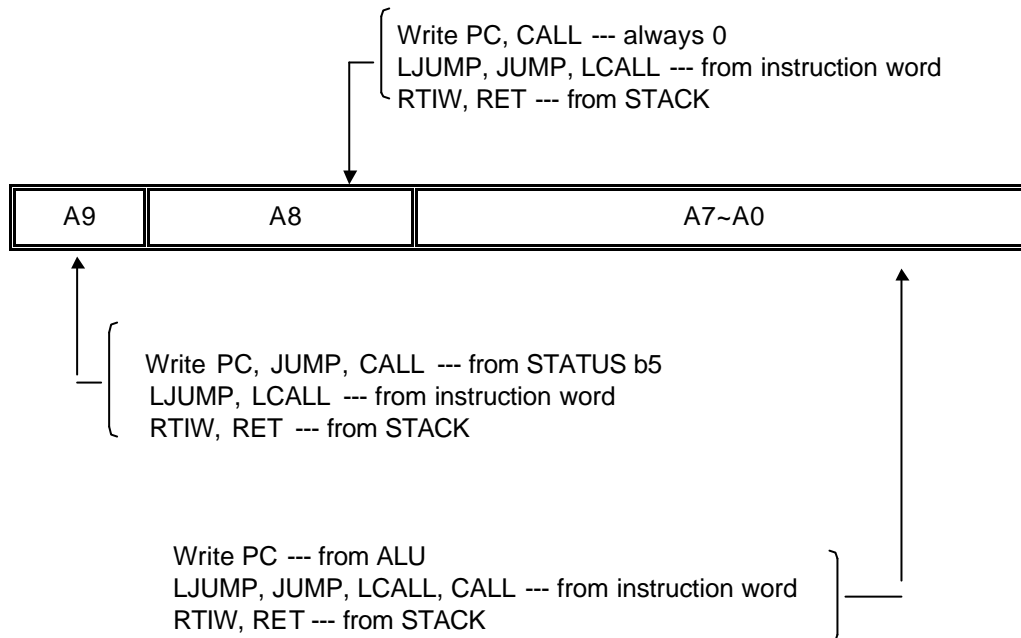 Write PC, CALL --- always 0
LJUMP, JUMP, LCALL --- from instruction word
RTIW, RET --- from STACK
A9 A8 A7~A0
Write PC, JUMP, CALL --- from STATUS b5
LJUMP, LCALL --- from instruction word
RTIW, RET --- from STACK
Write PC --- from ALU
LJUMP, JUMP, LCALL, CALL --- from instruction word
RTIW, RET --- from STACK